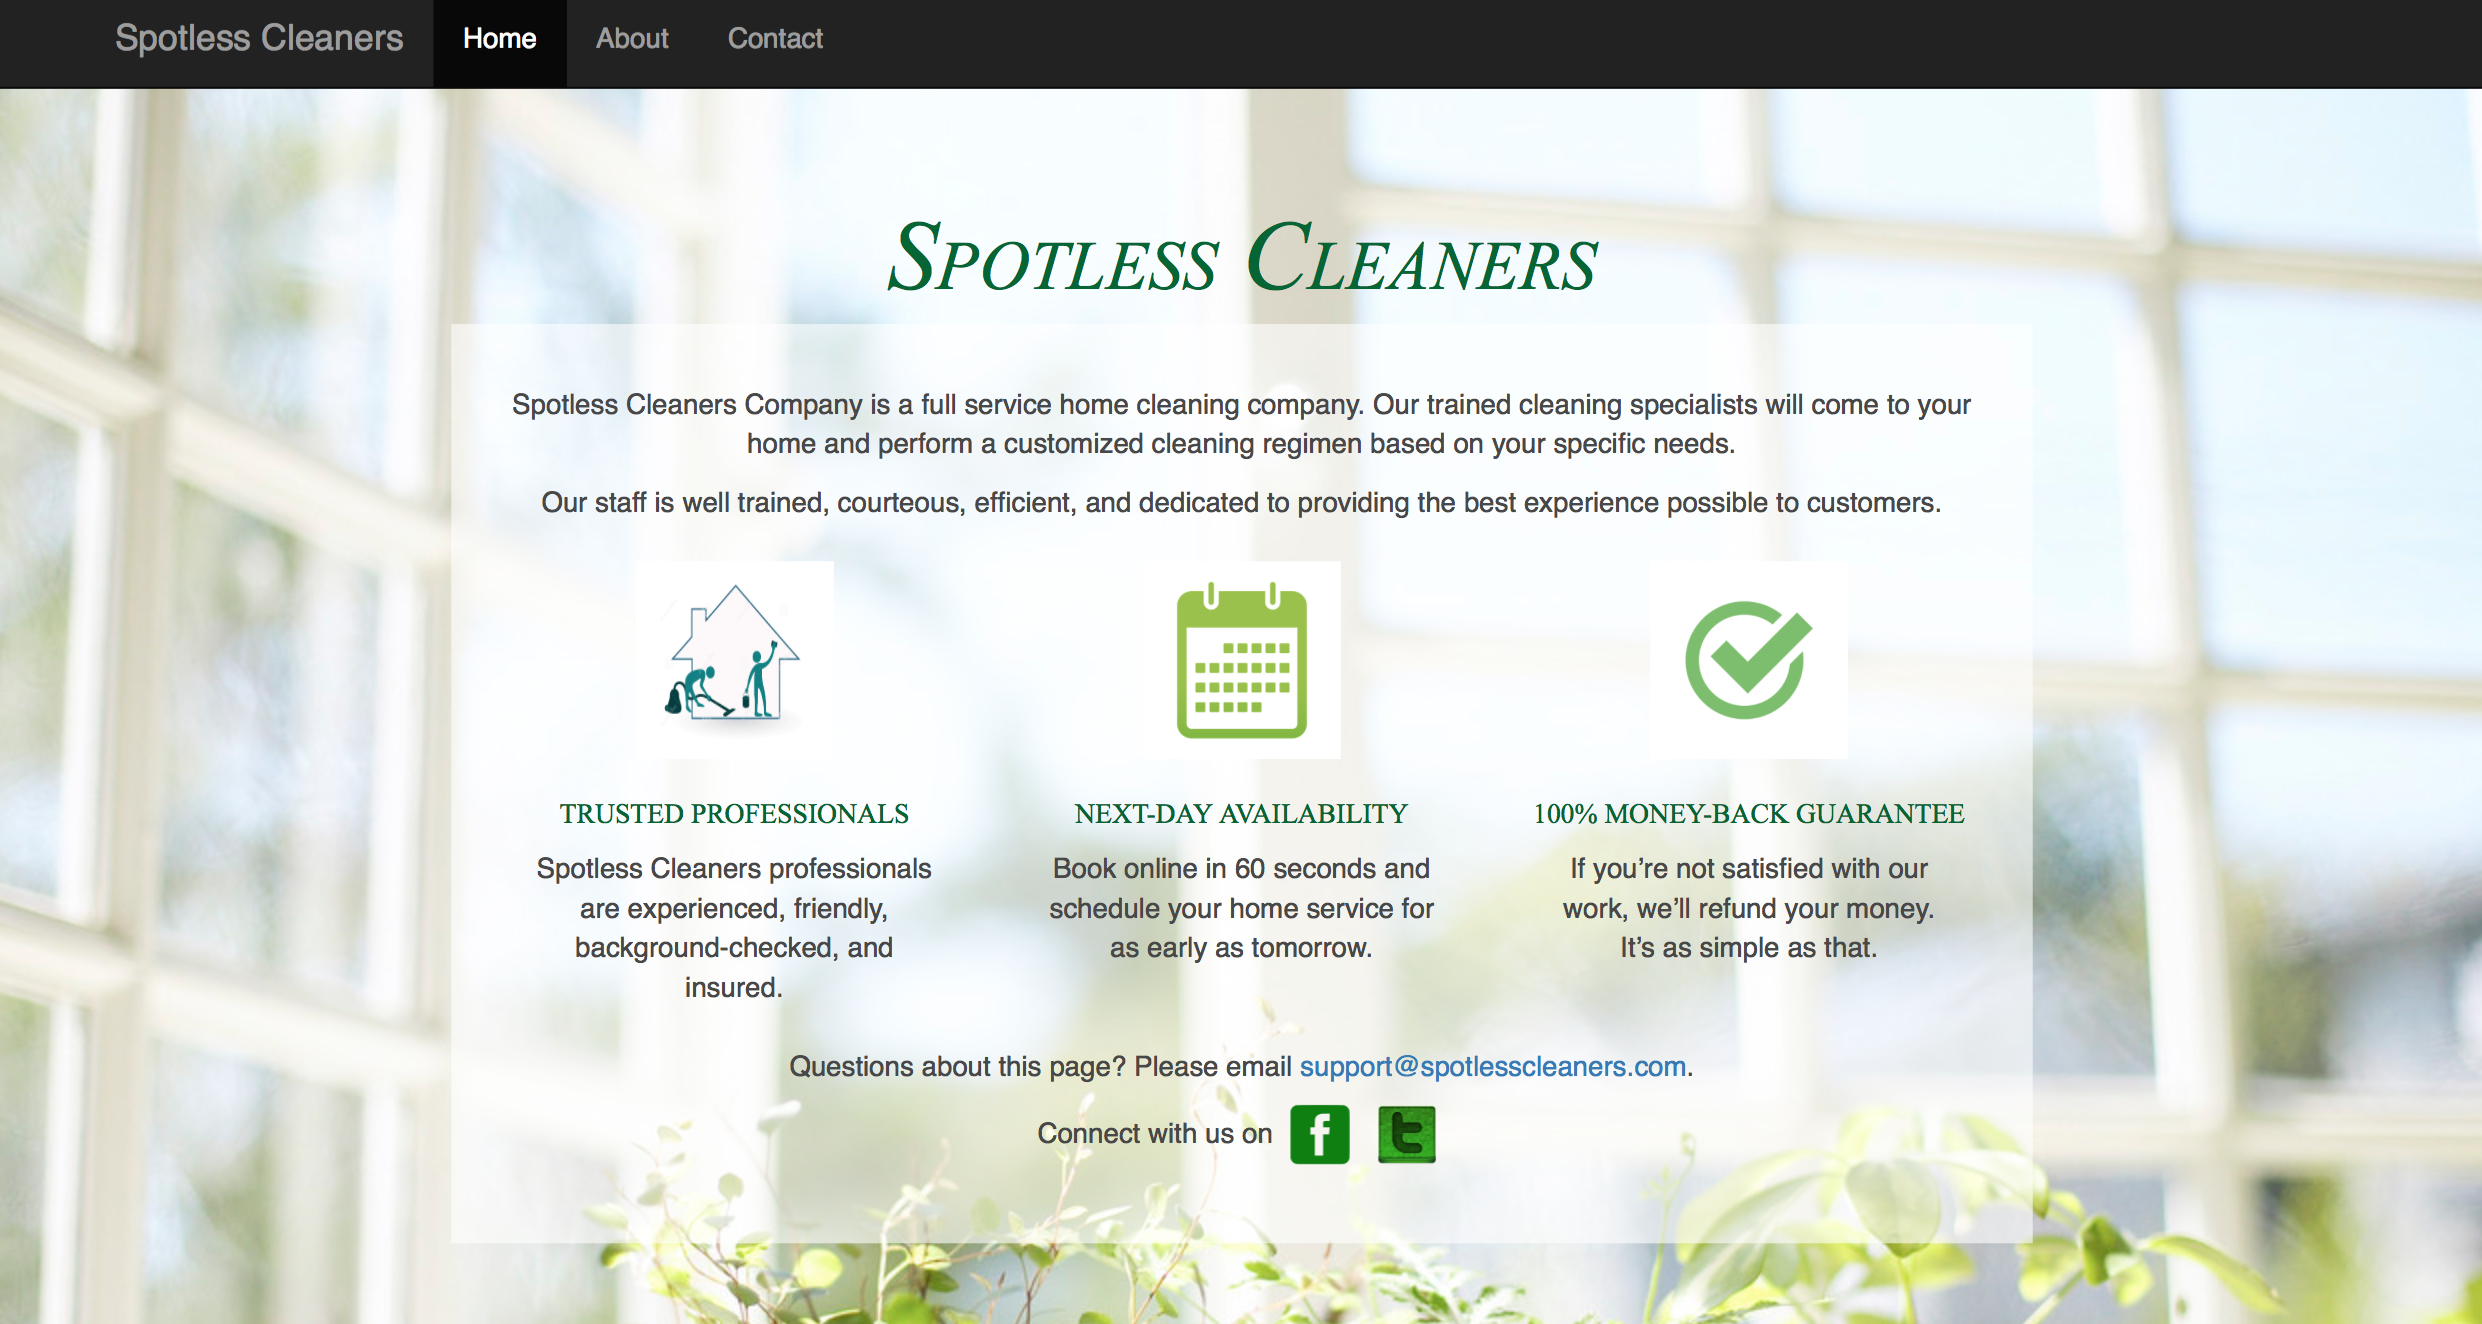 Spotless Cleaners Home About Contact
SPOTLESS CLEANERS
Spotless Cleaners Company is a full service home cleaning company. Our trained cleaning specialists will come to your
home and perform a customized cleaning regimen based on your specific needs.
Our staff is well trained, courteous, efficient, and dedicated to providing the best experience possible to customers.
TRUSTED PROFESSIONALS
Spotless Cleaners professionals
are experienced, friendly,
background-checked, and
insured.
NEXT-DAY AVAILABILITY
Book online in 60 seconds and
schedule your home service for
as early as tomorrow.
100% MONEY-BACK GUARANTEE
If you’re not satisfied with our
work, we’ll refund your money.
It’s as simple as that.
Questions about this page? Please email support@spotlesscleaners.com.
Connect with us on f t